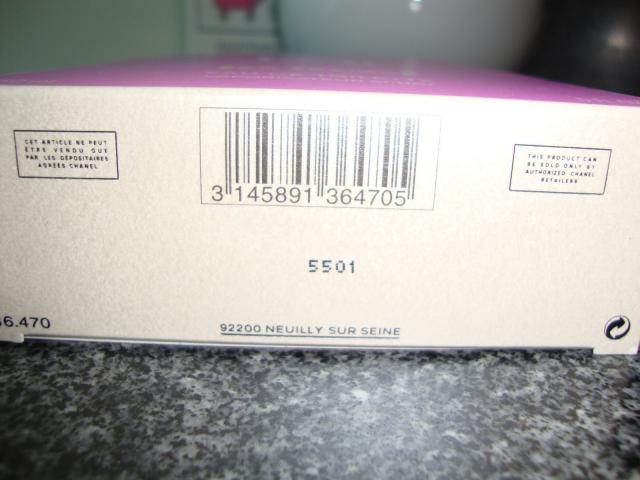 CET ARTICLE NE PEUT
ETRE VENDU QUE
PAR LES DÉPOSITAIRES
AGRÉÉS CHANEL
3 145891 364705
THIS PRODUCT CAN
BE SOLD ONLY BY
AUTHORIZED CHANEL
RETAILERS
5501
6.470
92200 NEUILLY SUR SEINE